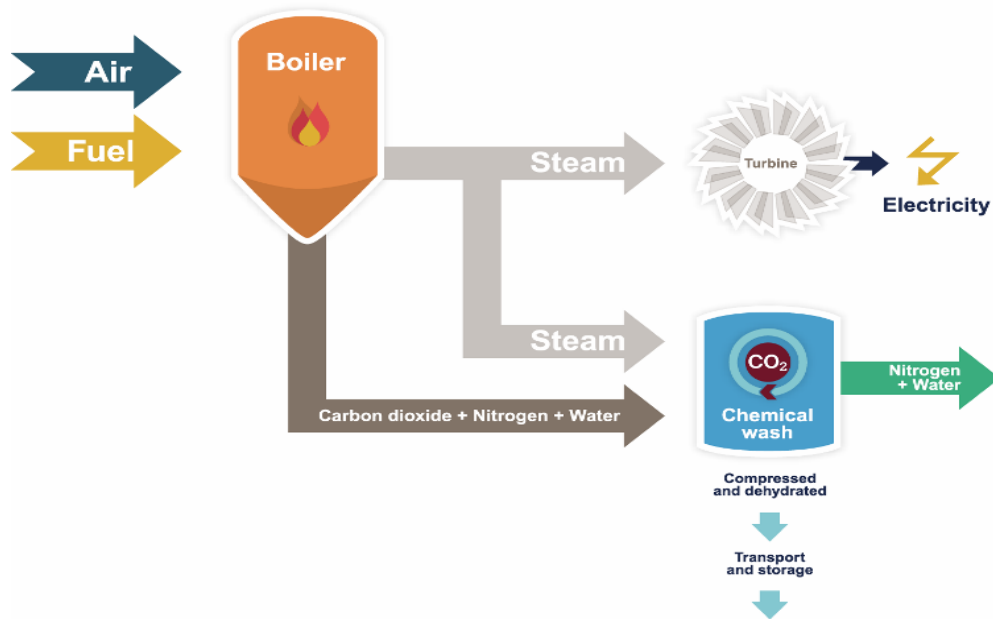 Air
Fuel
Boiler
Steam
Turbine
Electricity
Steam
Carbon dioxide + Nitrogen + Water
CO₂
Chemical
wash
Nitrogen
+ Water
Compressed
and dehydrated
Transport
and storage